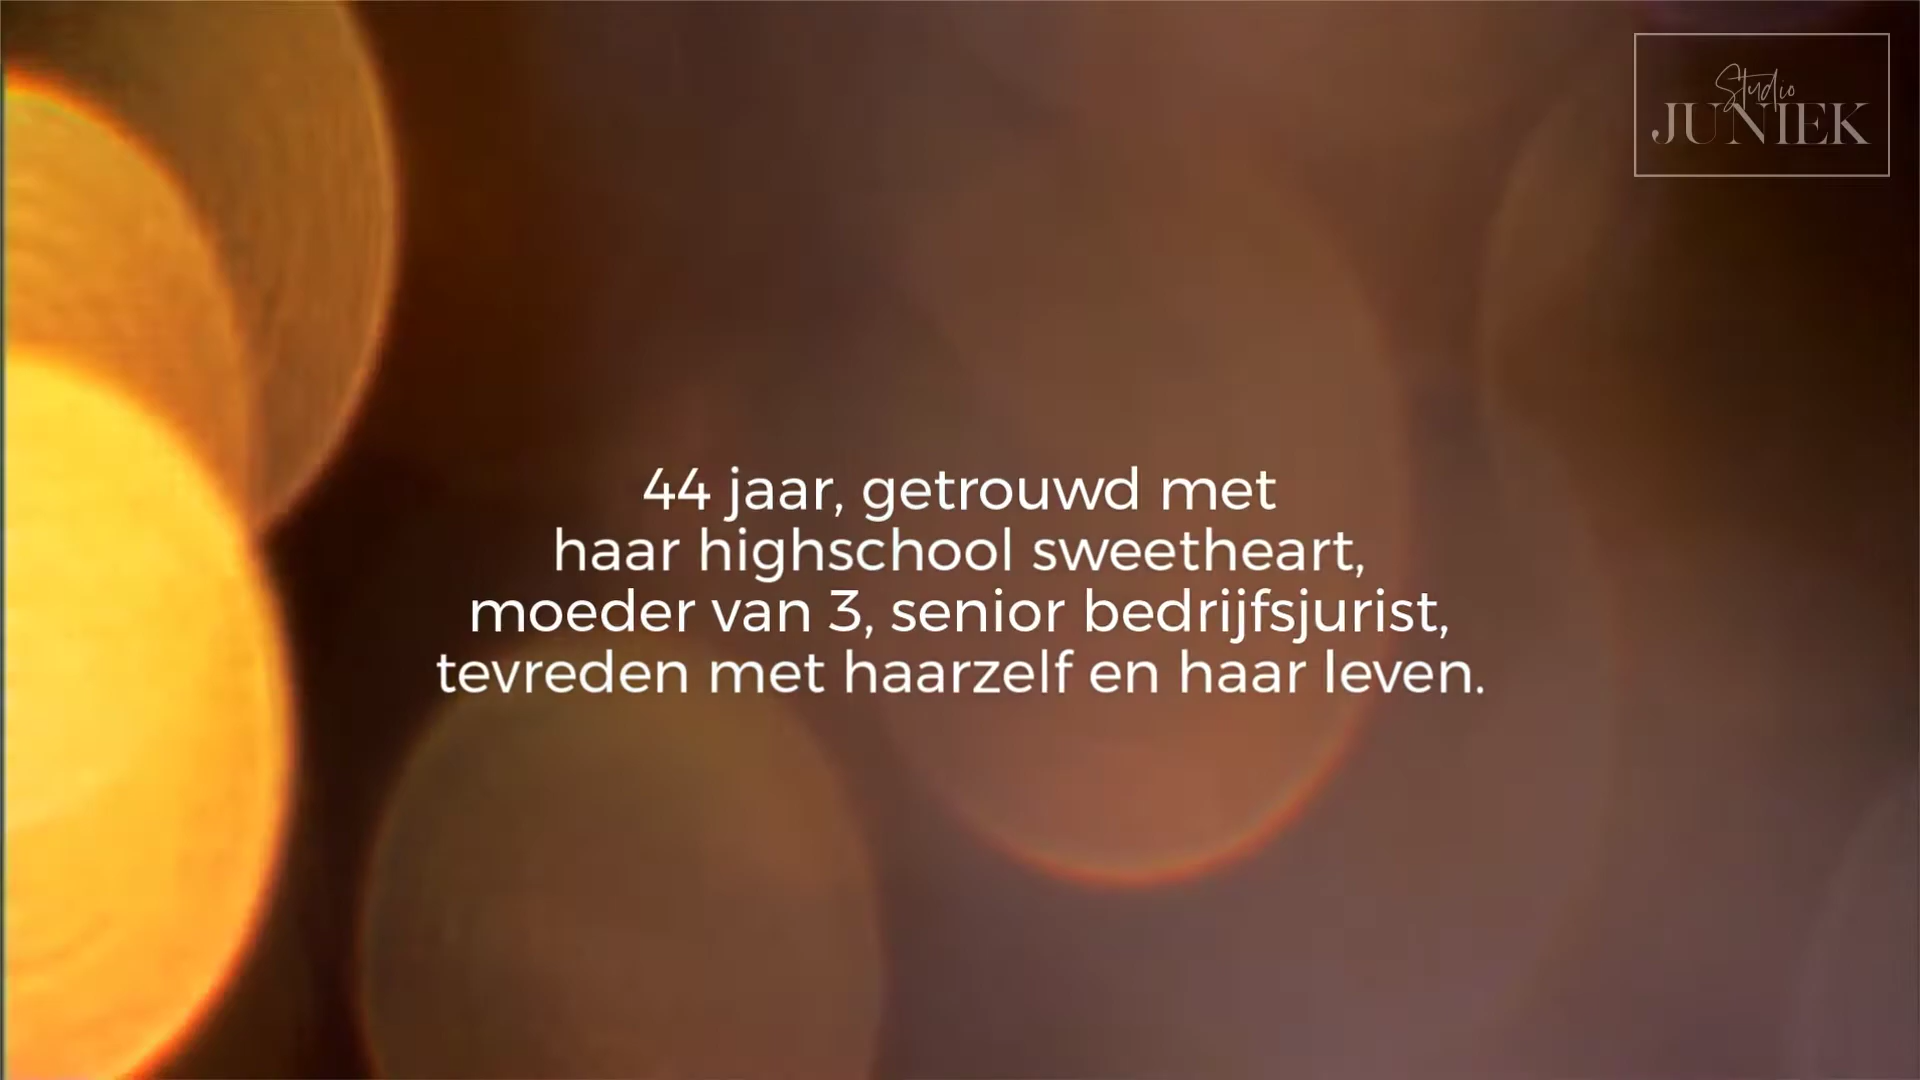 Studio
JUNIEK
44 jaar, getrouwd met
haar highschool sweetheart,
moeder van 3, senior bedrijfsjurist,
tevreden met haarzelf en haar leven.